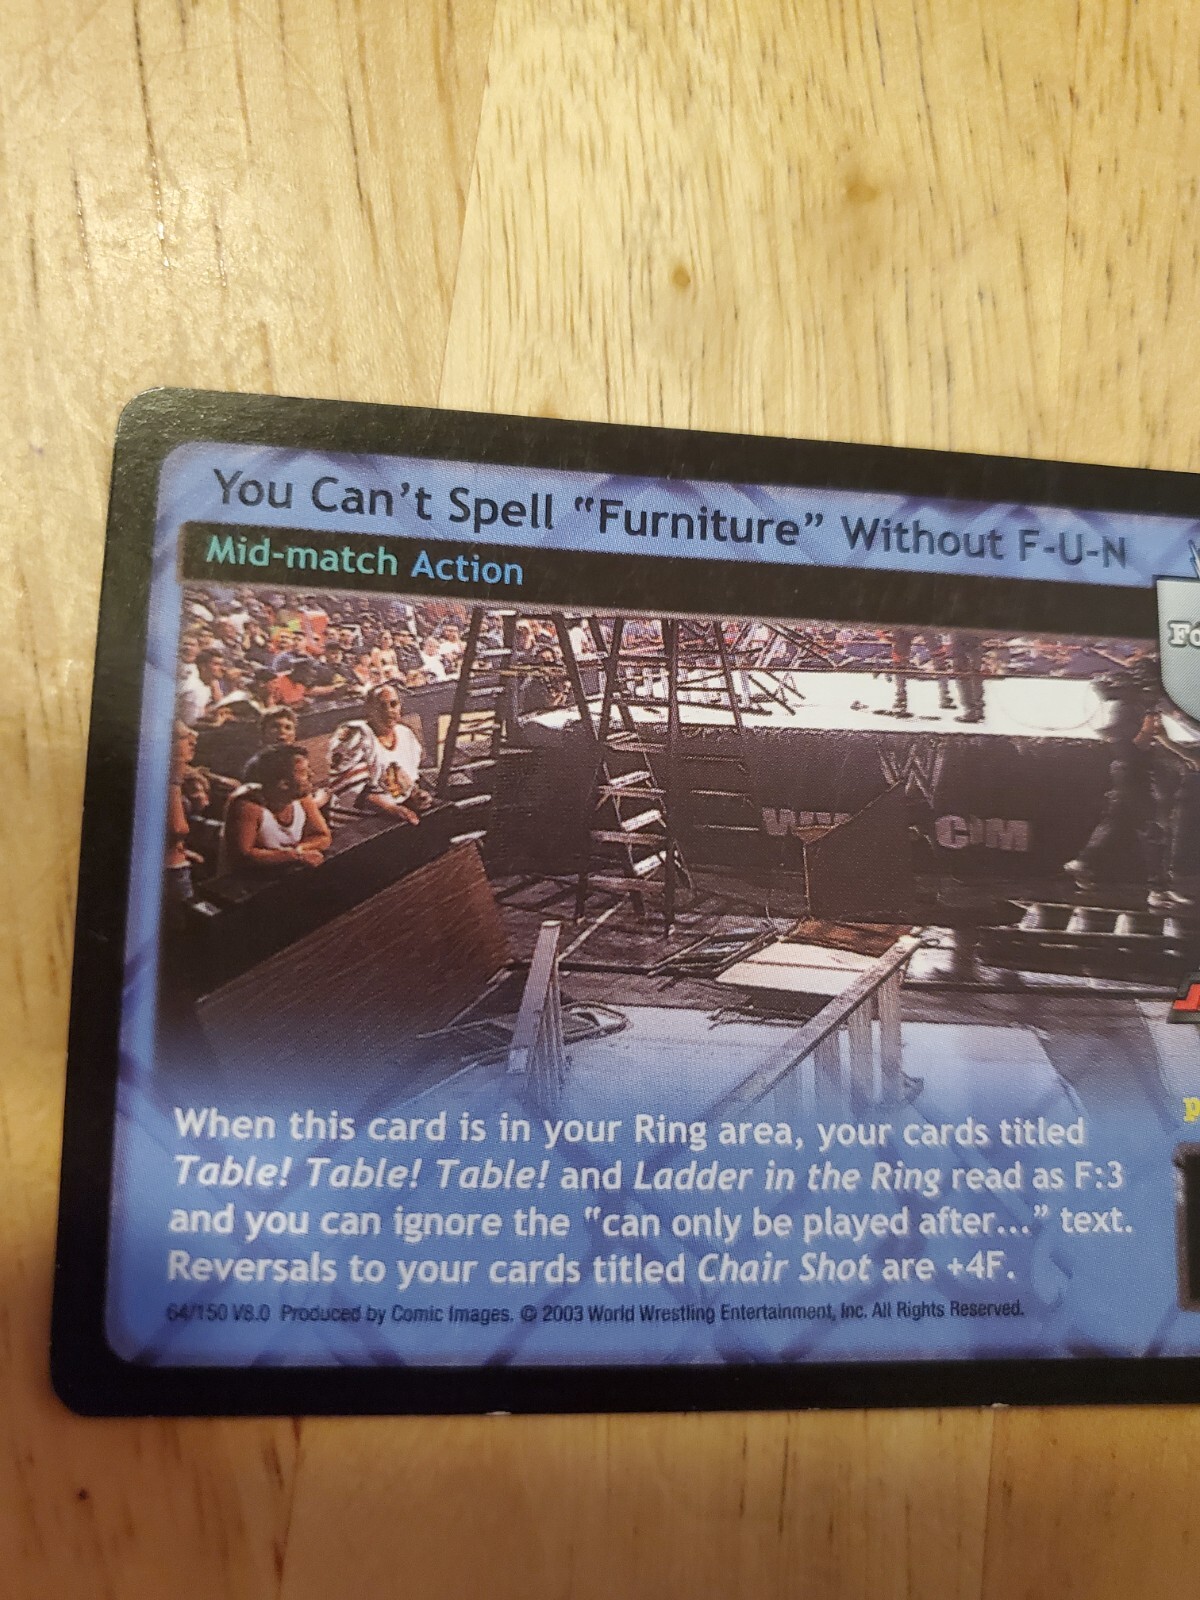 You Can't Spell “Furniture” Without F-U-N
Mid-match Action
W
COM
When this card is in your Ring area, your cards titled
Table! Table! Table! and Ladder in the Ring read as F:3
and you can ignore the “can only be played after...” text.
Reversals to your cards titled Chair Shot are +4F.
64/150 V8.0 Produced by Comic Images. © 2003 World Wrestling Entertainment, Inc. All Rights Reserved.